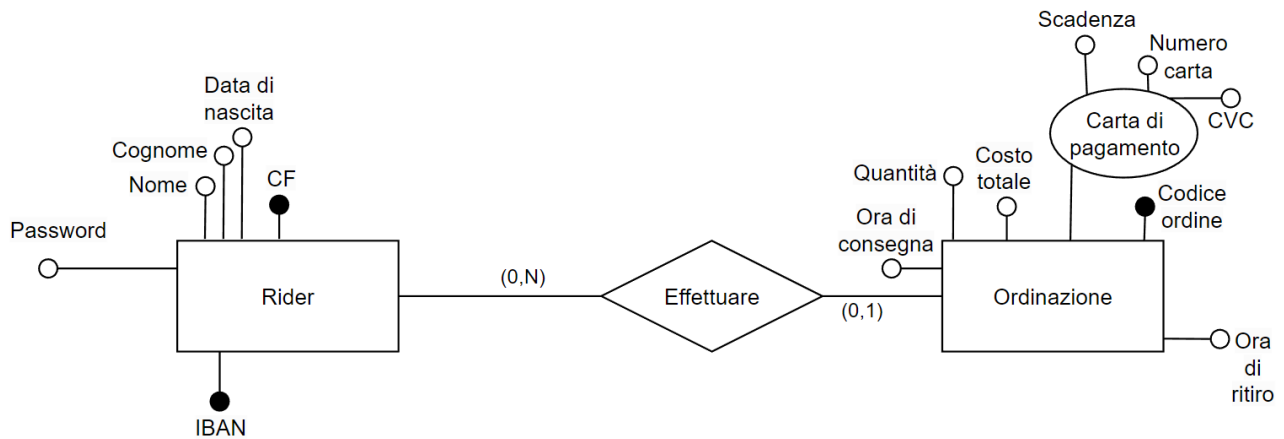 Scadenza
Numero
carta
CVC
Carta di
pagamento
Data di
nascita
Cognome
Nome
CF
Password
Quantità
Costo
totale
Codice
ordine
Ora di
consegna
Rider
(0,N)
Effettuare
(0,1)
Ordinazione
Ora
di
ritiro
IBAN